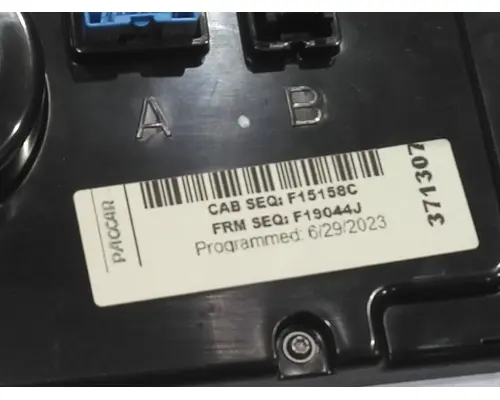 A B
PACCAR
CAB SEQ: F15158C
FRM SEQ: F19044J
Programmed: 6/29/2023
371307